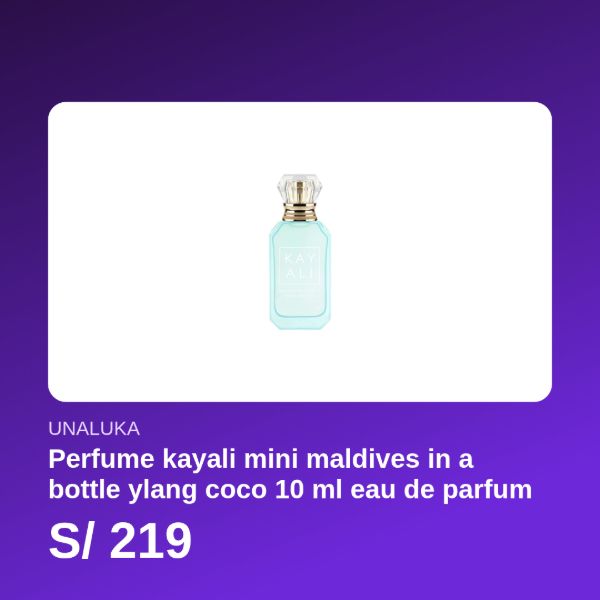 KAY
ALI
UNALUKA
Perfume kayali mini maldives in a
bottle ylang coco 10 ml eau de parfum
S/ 219